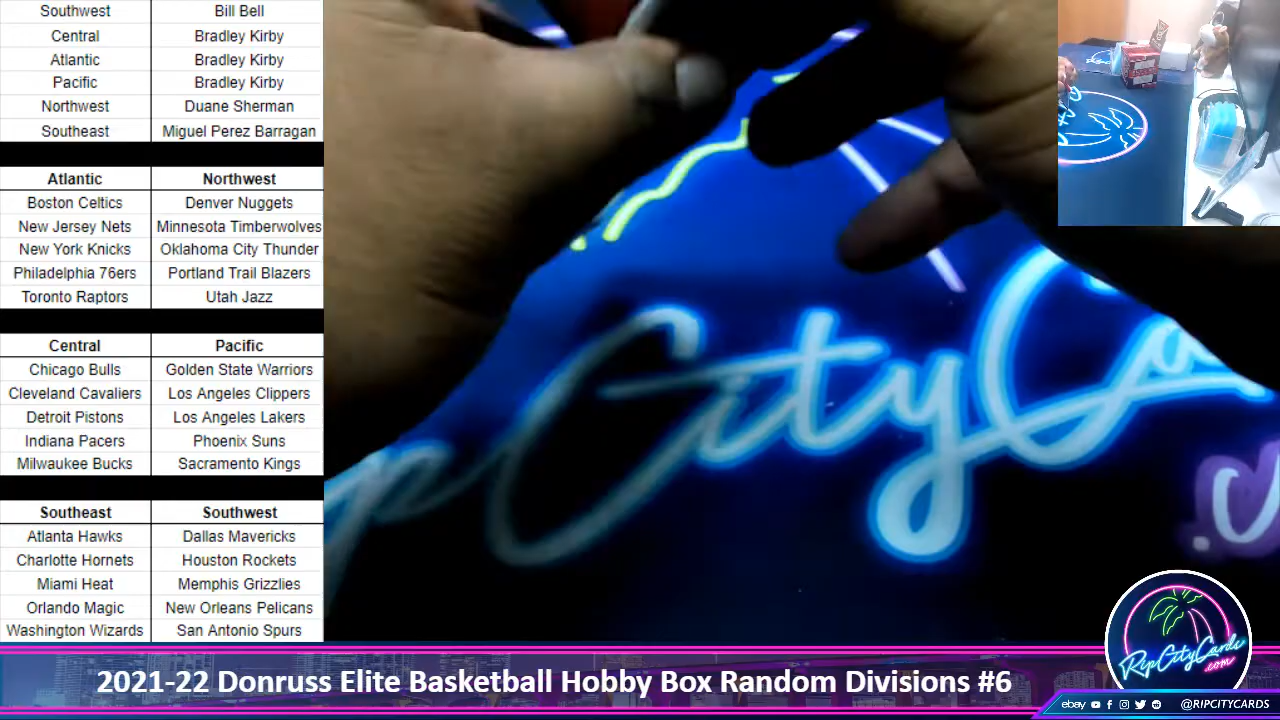 Southwest Bill Bell
Central Bradley Kirby
Atlantic Bradley Kirby
Pacific Bradley Kirby
Northwest Duane Sherman
Southeast Miguel Perez Barragan
Atlantic Northwest
Boston Celtics Denver Nuggets
New Jersey Nets Minnesota Timberwolves
New York Knicks Oklahoma City Thunder
Philadelphia 76ers Portland Trail Blazers
Toronto Raptors Utah Jazz
Central Pacific
Chicago Bulls Golden State Warriors
Cleveland Cavaliers Los Angeles Clippers
Detroit Pistons Los Angeles Lakers
Indiana Pacers Phoenix Suns
Milwaukee Bucks Sacramento Kings
Southeast Southwest
Atlanta Hawks Dallas Mavericks
Charlotte Hornets Houston Rockets
Miami Heat Memphis Grizzlies
Orlando Magic New Orleans Pelicans
Washington Wizards San Antonio Spurs
City
RipCityCards
.com
2021-22 Donruss Elite Basketball Hobby Box Random Divisions #6
ebay @RIPCITYCARDS